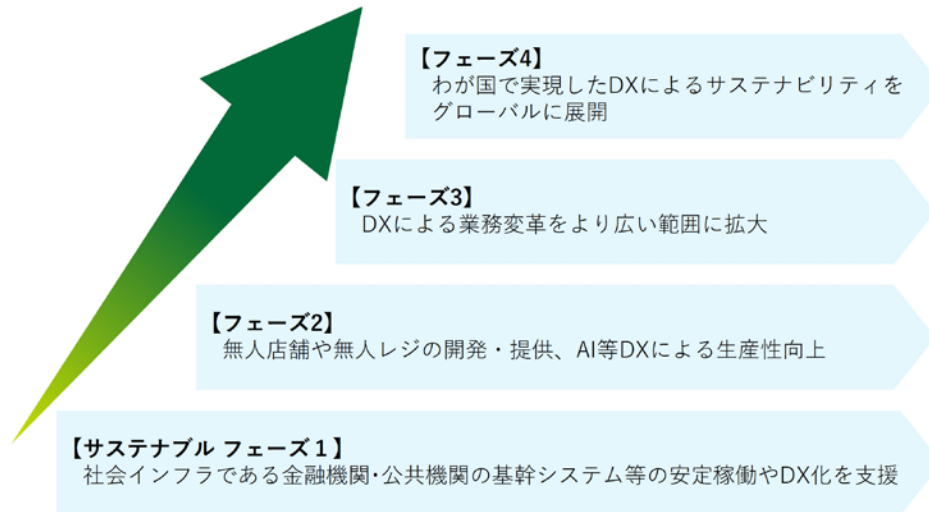 【フェーズ4】
わが国で実現したDXによるサステナビリティを
グローバルに展開
【フェーズ3】
DXによる業務変革をより広い範囲に拡大
【フェーズ2】
無人店舗や無人レジの開発・提供、AI等DXによる生産性向上
【サステナブル フェーズ１】
社会インフラである金融機関･公共機関の基幹システム等の安定稼働やDX化を支援